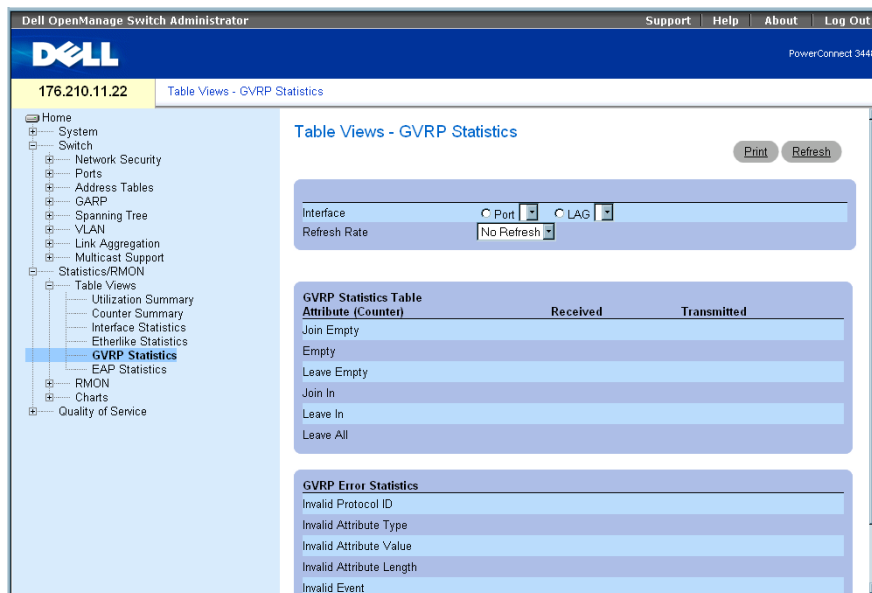 Dell OpenManage Switch Administrator
Support Help About Log Out
DELL
PowerConnect 344
176.210.11.22
Table Views - GVRP Statistics
Home
System
Switch
Network Security
Ports
Address Tables
GARP
Spanning Tree
VLAN
Link Aggregation
Multicast Support
Statistics/RMON
Table Views
Utilization Summary
Counter Summary
Interface Statistics
Etherlike Statistics
GVRP Statistics
EAP Statistics
RMON
Charts
Quality of Service
Table Views - GVRP Statistics
Print Refresh
Interface Port LAG
Refresh Rate No Refresh
GVRP Statistics Table
Attribute (Counter) Received Transmitted
Join Empty
Empty
Leave Empty
Join In
Leave In
Leave All
GVRP Error Statistics
Invalid Protocol ID
Invalid Attribute Type
Invalid Attribute Value
Invalid Attribute Length
Invalid Event